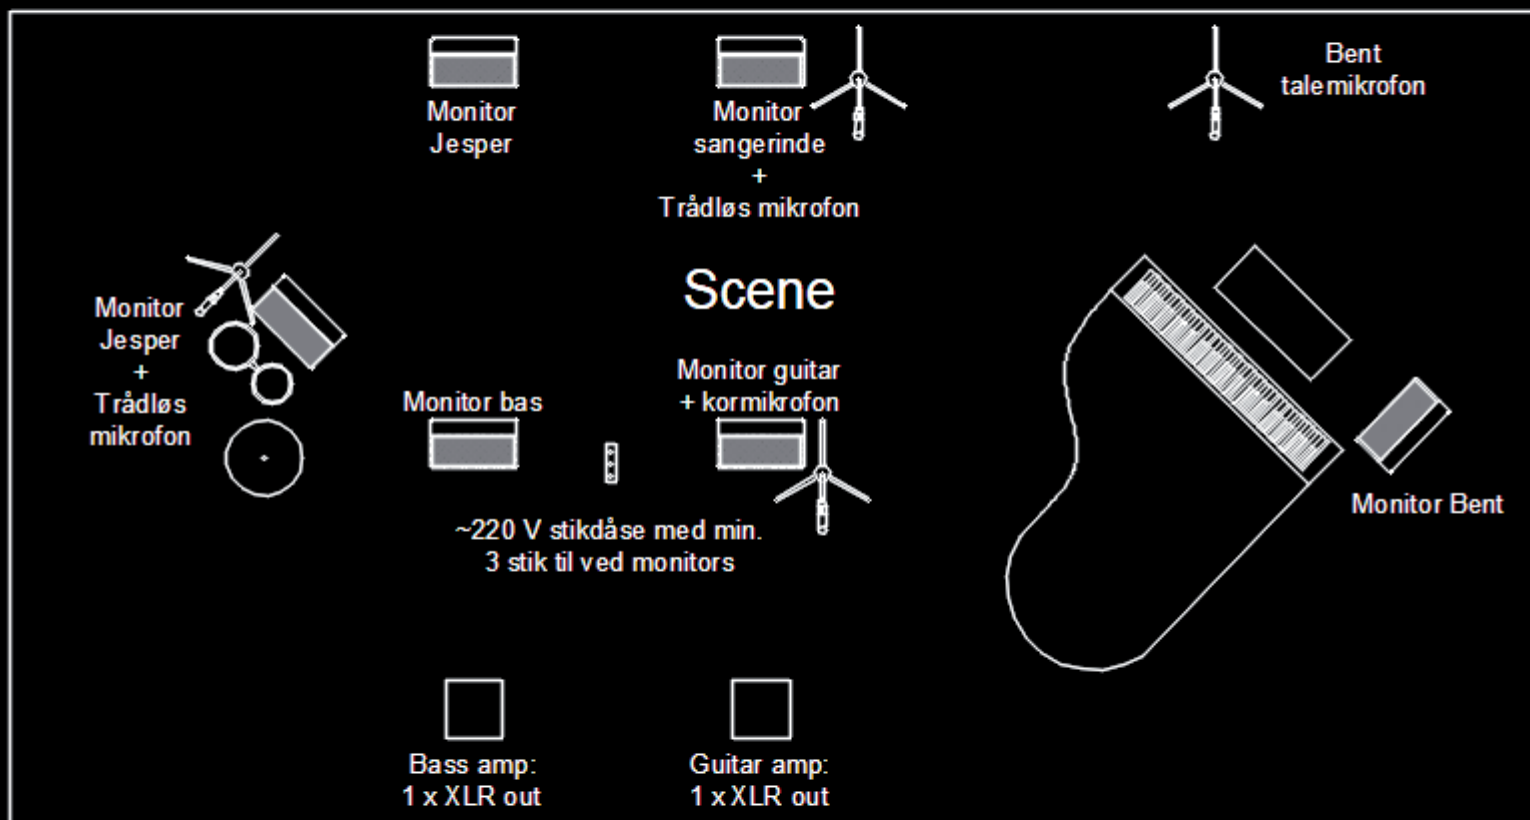 Monitor
Jesper
Monitor
sangerinde
+
Trådløs mikrofon
Bent
talemikrofon
Scene
Monitor
Jesper
+
Trådløs
mikrofon
Monitor bas
Monitor guitar
+ kormikrofon
Monitor Bent
~220 V stikdåse med min.
3 stik til ved monitors
Bass amp:
1 x XLR out
Guitar amp:
1 x XLR out